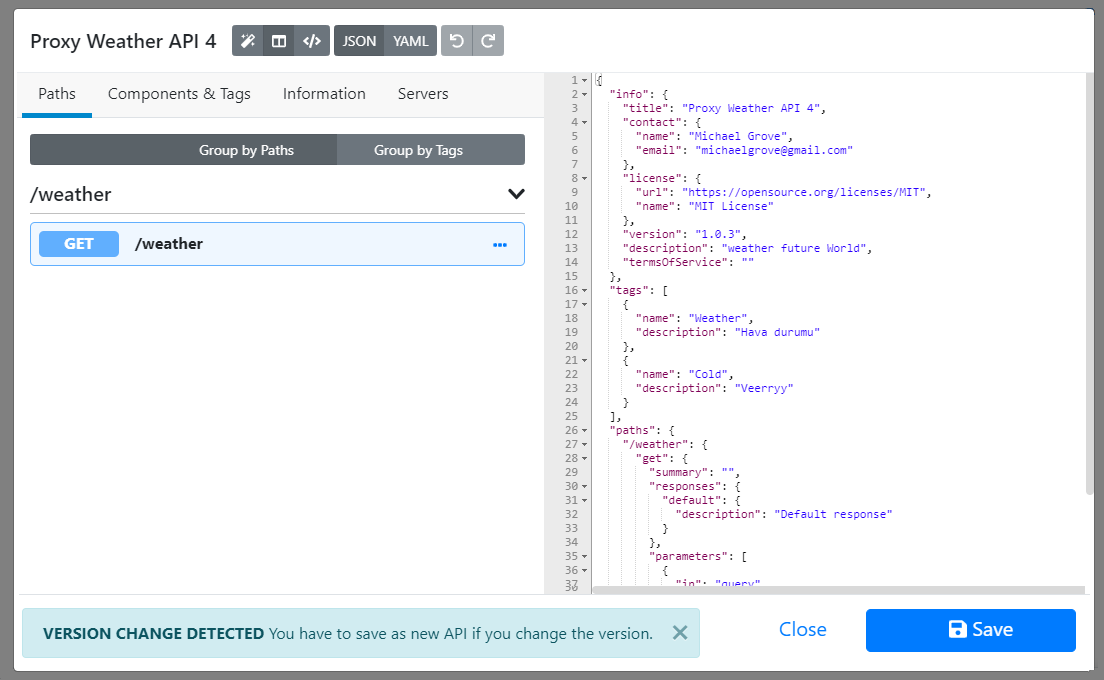 Proxy Weather API 4
JSON YAML
Paths Components & Tags Information Servers
Group by Paths Group by Tags
/weather
GET /weather
1 {
2 "info": {
3 "title": "Proxy Weather API 4",
4 "contact": {
5 "name": "Michael Grove",
6 "email": "michaelgrove@gmail.com"
7 },
8 "license": {
9 "url": "https://opensource.org/licenses/MIT",
10 "name": "MIT License"
11 },
12 "version": "1.0.3",
13 "description": "weather future World",
14 "termsOfService": ""
15 },
16 "tags": [
17 {
18 "name": "Weather",
19 "description": "Hava durumu"
20 },
21 {
22 "name": "Cold",
23 "description": "Veerryy"
24 }
25 ],
26 "paths": {
27 "/weather": {
28 "get": {
29 "summary": "",
30 "responses": {
31 "default": {
32 "description": "Default response"
33 }
34 },
35 "parameters": [
36 {
37 "in": "query"
VERSION CHANGE DETECTED You have to save as new API if you change the version.
Close
Save